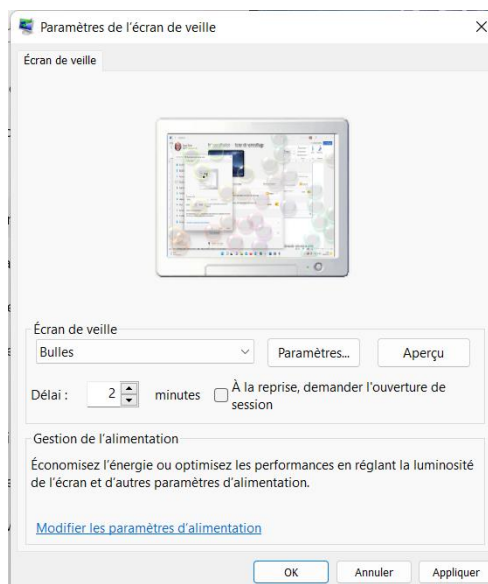 Paramètres de l'écran de veille
Écran de veille
Écran de veille
Bulles
Paramètres...
Aperçu
Délai :
2
minutes
À la reprise, demander l'ouverture de
session
Gestion de l'alimentation
Économisez l'énergie ou optimisez les performances en réglant la luminosité
de l'écran et d'autres paramètres d'alimentation.
Modifier les paramètres d'alimentation
OK
Annuler
Appliquer